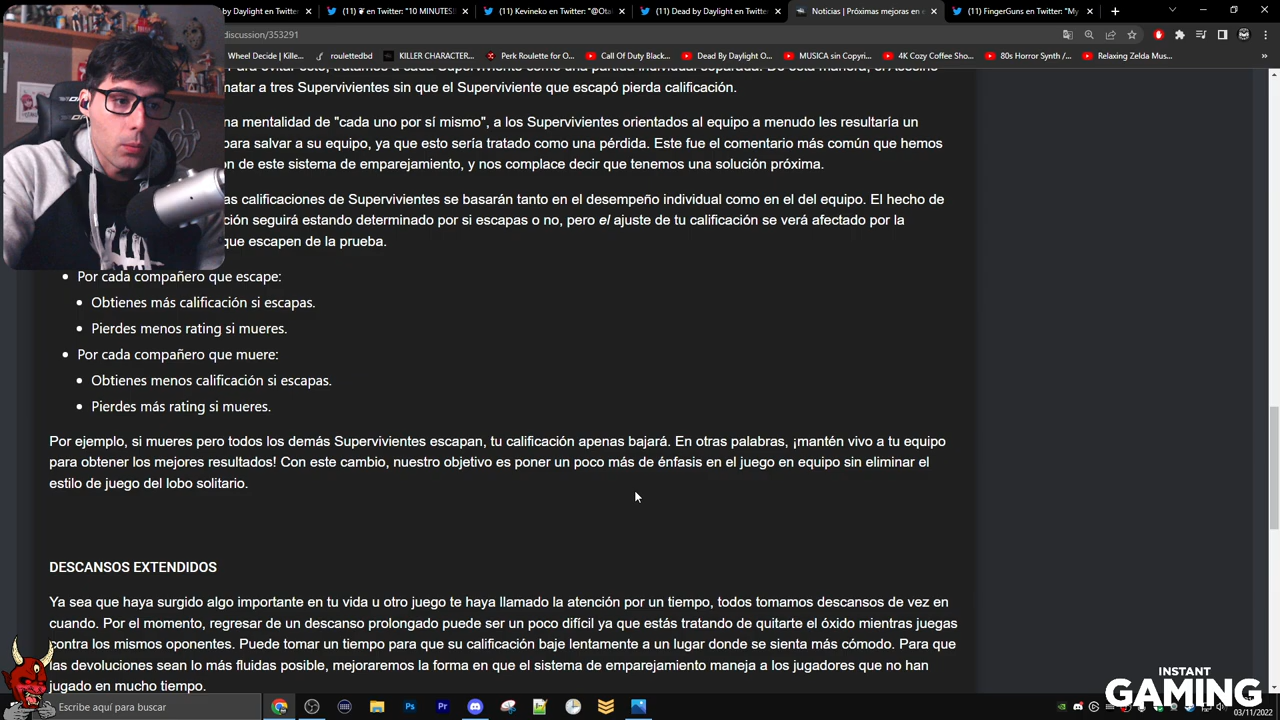 by Daylight en Twitter
(11) ❦ en Twitter: "10 MINUTES!
(11) Kevineko en Twitter: "@Ota
(11) Dead by Daylight en Twitter
Noticias | Próximas mejoras en e
(11) FingerGuns en Twitter: "My
discussion/353291
Wheel Decide | Kille...
roulettedbd
KILLER CHARACTER...
Perk Roulette for O...
Call Of Duty Black...
Dead By Daylight O...
MUSICA sin Copyri...
4K Cozy Coffee Sho...
80s Horror Synth /...
Relaxing Zelda Mus...
matar a tres Supervivientes sin que el Superviviente que escapó pierda calificación.
na mentalidad de "cada uno por sí mismo", a los Supervivientes orientados al equipo a menudo les resultaría un
para salvar a su equipo, ya que esto sería tratado como una pérdida. Este fue el comentario más común que hemos
n de este sistema de emparejamiento, y nos complace decir que tenemos una solución próxima.
as calificaciones de Supervivientes se basarán tanto en el desempeño individual como en el del equipo. El hecho de
ción seguirá estando determinado por si escapas o no, pero el ajuste de tu calificación se verá afectado por la
que escapen de la prueba.
Por cada compañero que escape:
Obtienes más calificación si escapas.
Pierdes menos rating si mueres.
Por cada compañero que muere:
Obtienes menos calificación si escapas.
Pierdes más rating si mueres.
Por ejemplo, si mueres pero todos los demás Supervivientes escapan, tu calificación apenas bajará. En otras palabras, ¡mantén vivo a tu equipo
para obtener los mejores resultados! Con este cambio, nuestro objetivo es poner un poco más de énfasis en el juego en equipo sin eliminar el
estilo de juego del lobo solitario.
DESCANSOS EXTENDIDOS
Ya sea que haya surgido algo importante en tu vida u otro juego te haya llamado la atención por un tiempo, todos tomamos descansos de vez en
cuando. Por el momento, regresar de un descanso prolongado puede ser un poco difícil ya que estás tratando de quitarte el óxido mientras juegas
contra los mismos oponentes. Puede tomar un tiempo para que su calificación baje lentamente a un lugar donde se sienta más cómodo. Para que
las devoluciones sean lo más fluidas posible, mejoraremos la forma en que el sistema de emparejamiento maneja a los jugadores que no han
jugado en mucho tiempo.
INSTANT
GAMING
Escribe aquí para buscar
03/11/2022